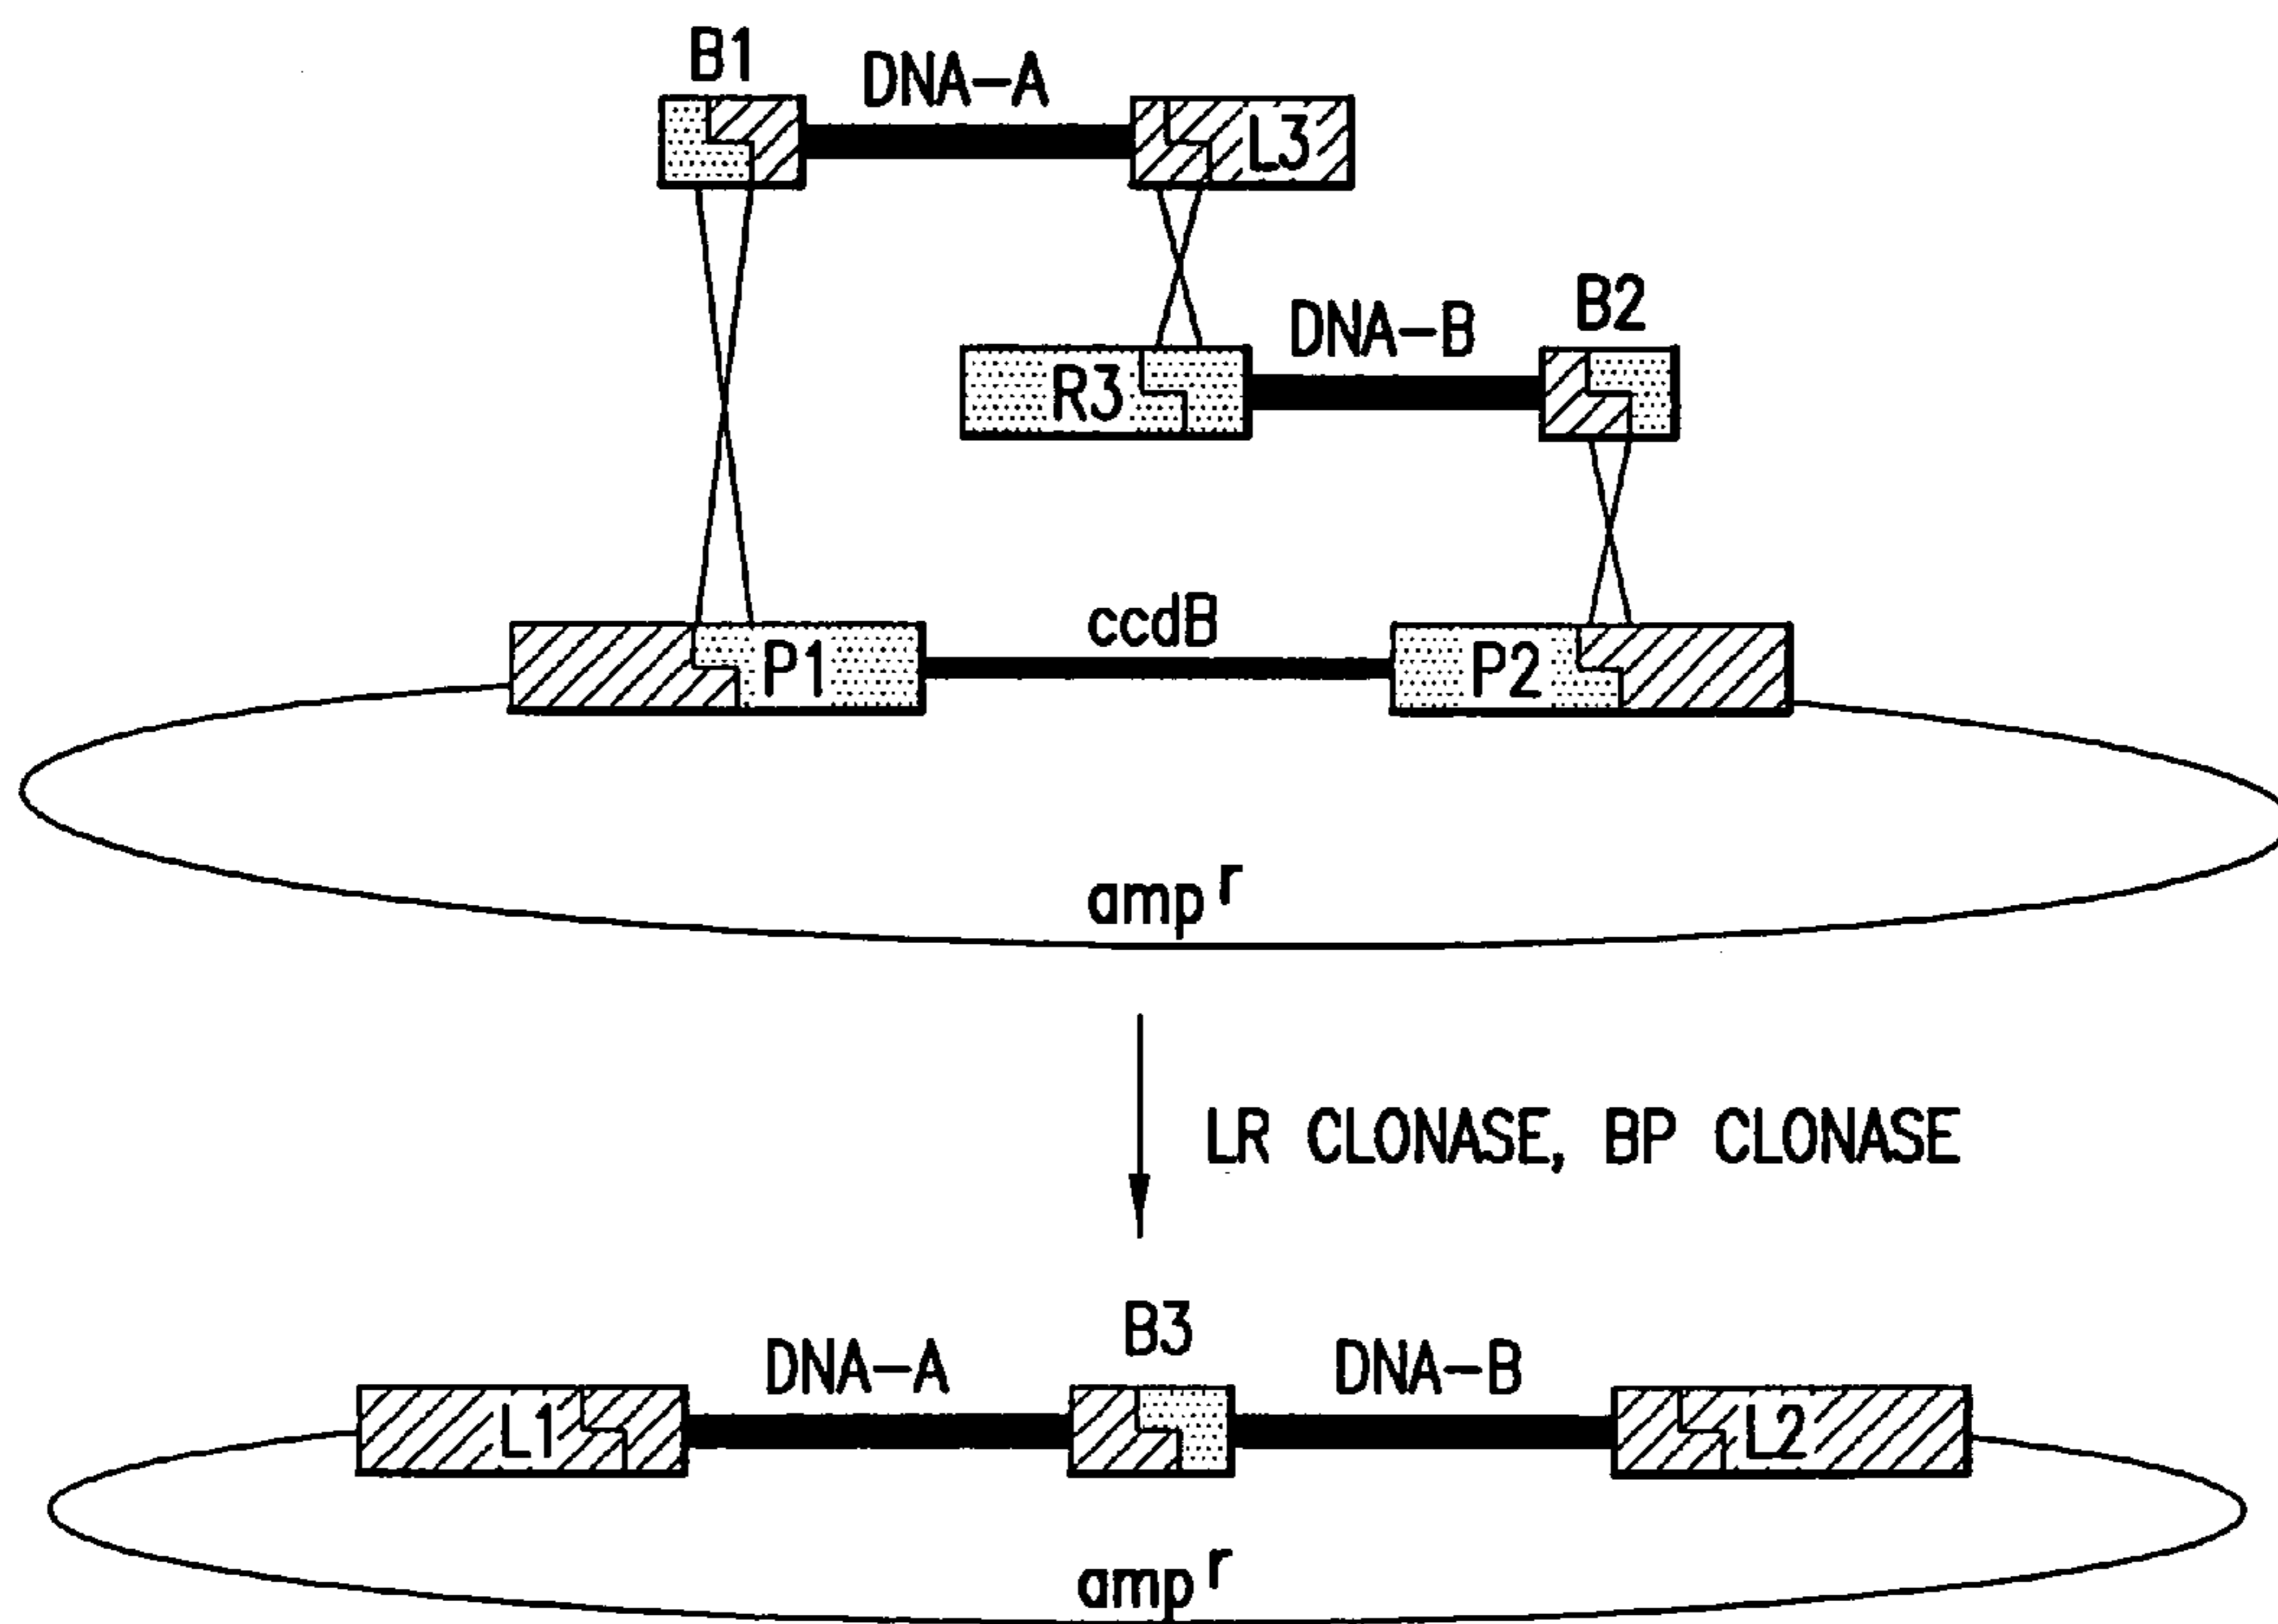 B1
DNA-A
L3
B2
DNA-B
R3
ccdB
P1
P2
amp r
LR CLONASE, BP CLONASE
B3
DNA-A
DNA-B
L1
L2
amp r